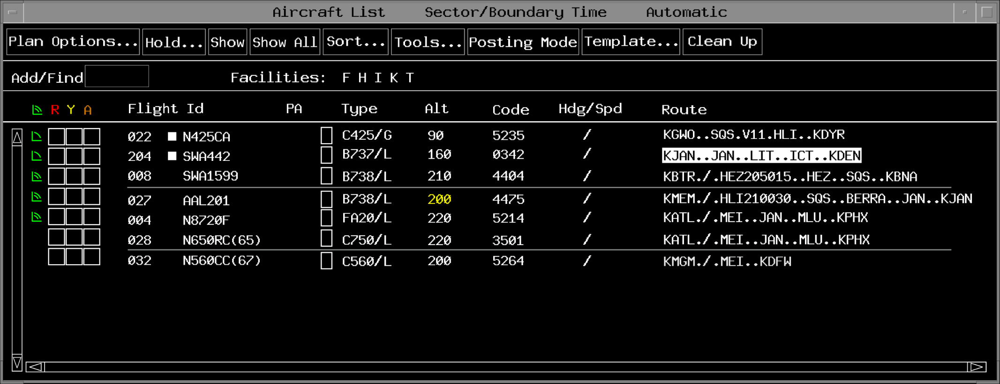 Aircraft List Sector/Boundary Time Automatic
Plan Options... Hold... Show Show All Sort... Tools... Posting Mode Template... Clean Up
Add/Find Facilities: F H I K T
R Y A Flight Id PA Type Alt Code Hdg/Spd Route
022 N425CA C425/G 90 5235 / KGWO..SQS.V11.HLI..KDYR
204 SWA442 B737/L 160 0342 / KJAN..JAN..LIT..ICT..KDEN
008 SWA1599 B738/L 210 4404 / KBTR./.HEZ205015..HEZ..SQS..KBNA
027 AAL201 B738/L 200 4475 / KMEM./.HLI210030..SQS..BERRA..JAN..KJAN
004 N8720F FA20/L 220 5214 / KATL./.MEI..JAN..MLU..KPHX
028 N650RC(65) C750/L 220 3501 / KATL./.MEI..JAN..MLU..KPHX
032 N560CC(67) C560/L 200 5264 / KMGM./.MEI..KDFW